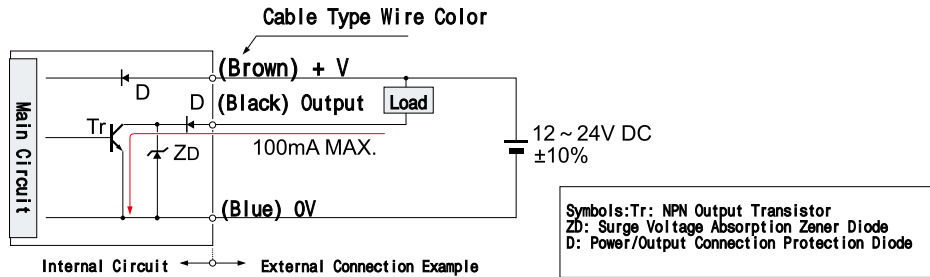 Cable Type Wire Color
(Brown) + V
D
D
(Black) Output
Load
Main Circuit
Tr
ZD
100mA MAX.
12~24V DC
±10%
(Blue) 0V
Symbols:Tr: NPN Output Transistor
ZD: Surge Voltage Absorption Zener Diode
D: Power/Output Connection Protection Diode
Internal Circuit
External Connection Example